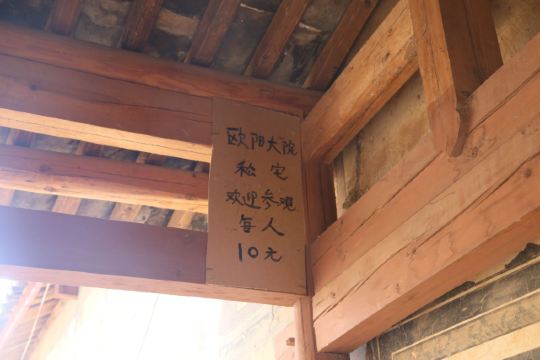 欧阳大院
私宅
欢迎参观
每人
10元